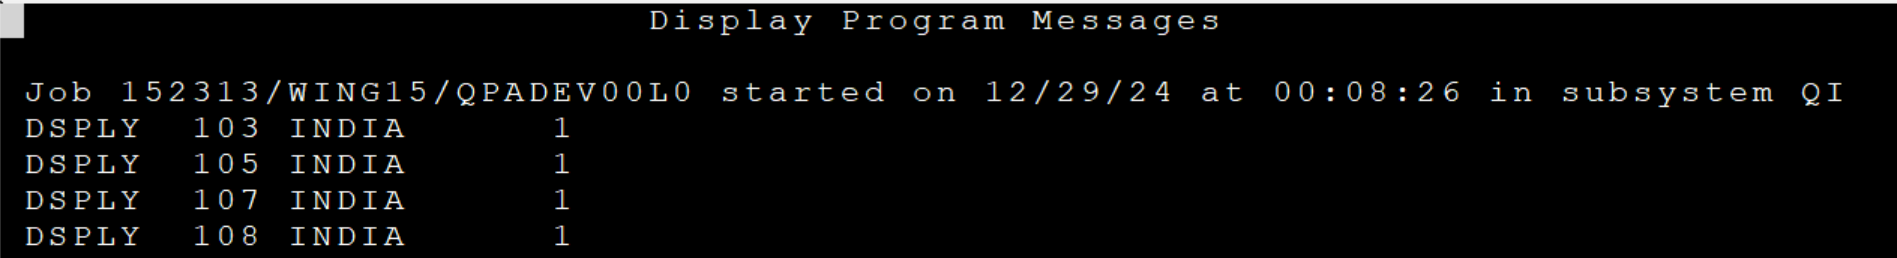 Display Program Messages
Job 152313/WING15/QPADEV00L0 started on 12/29/24 at 00:08:26 in subsystem QI
DSPLY  103 INDIA      1
DSPLY  105 INDIA      1
DSPLY  107 INDIA      1
DSPLY  108 INDIA      1